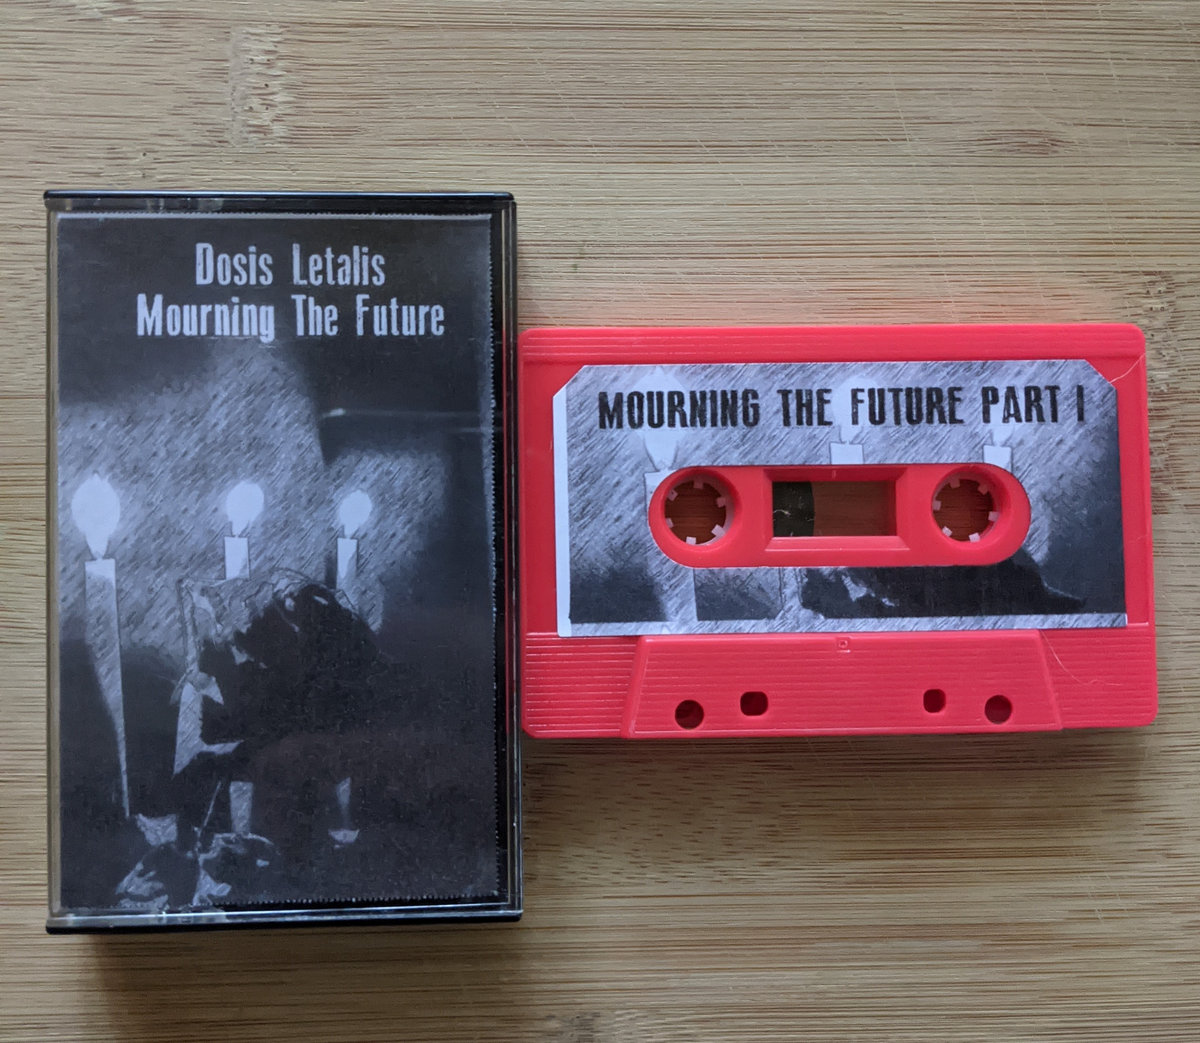 Dosis Letalis
Mourning The Future
MOURNING THE FUTURE PART I